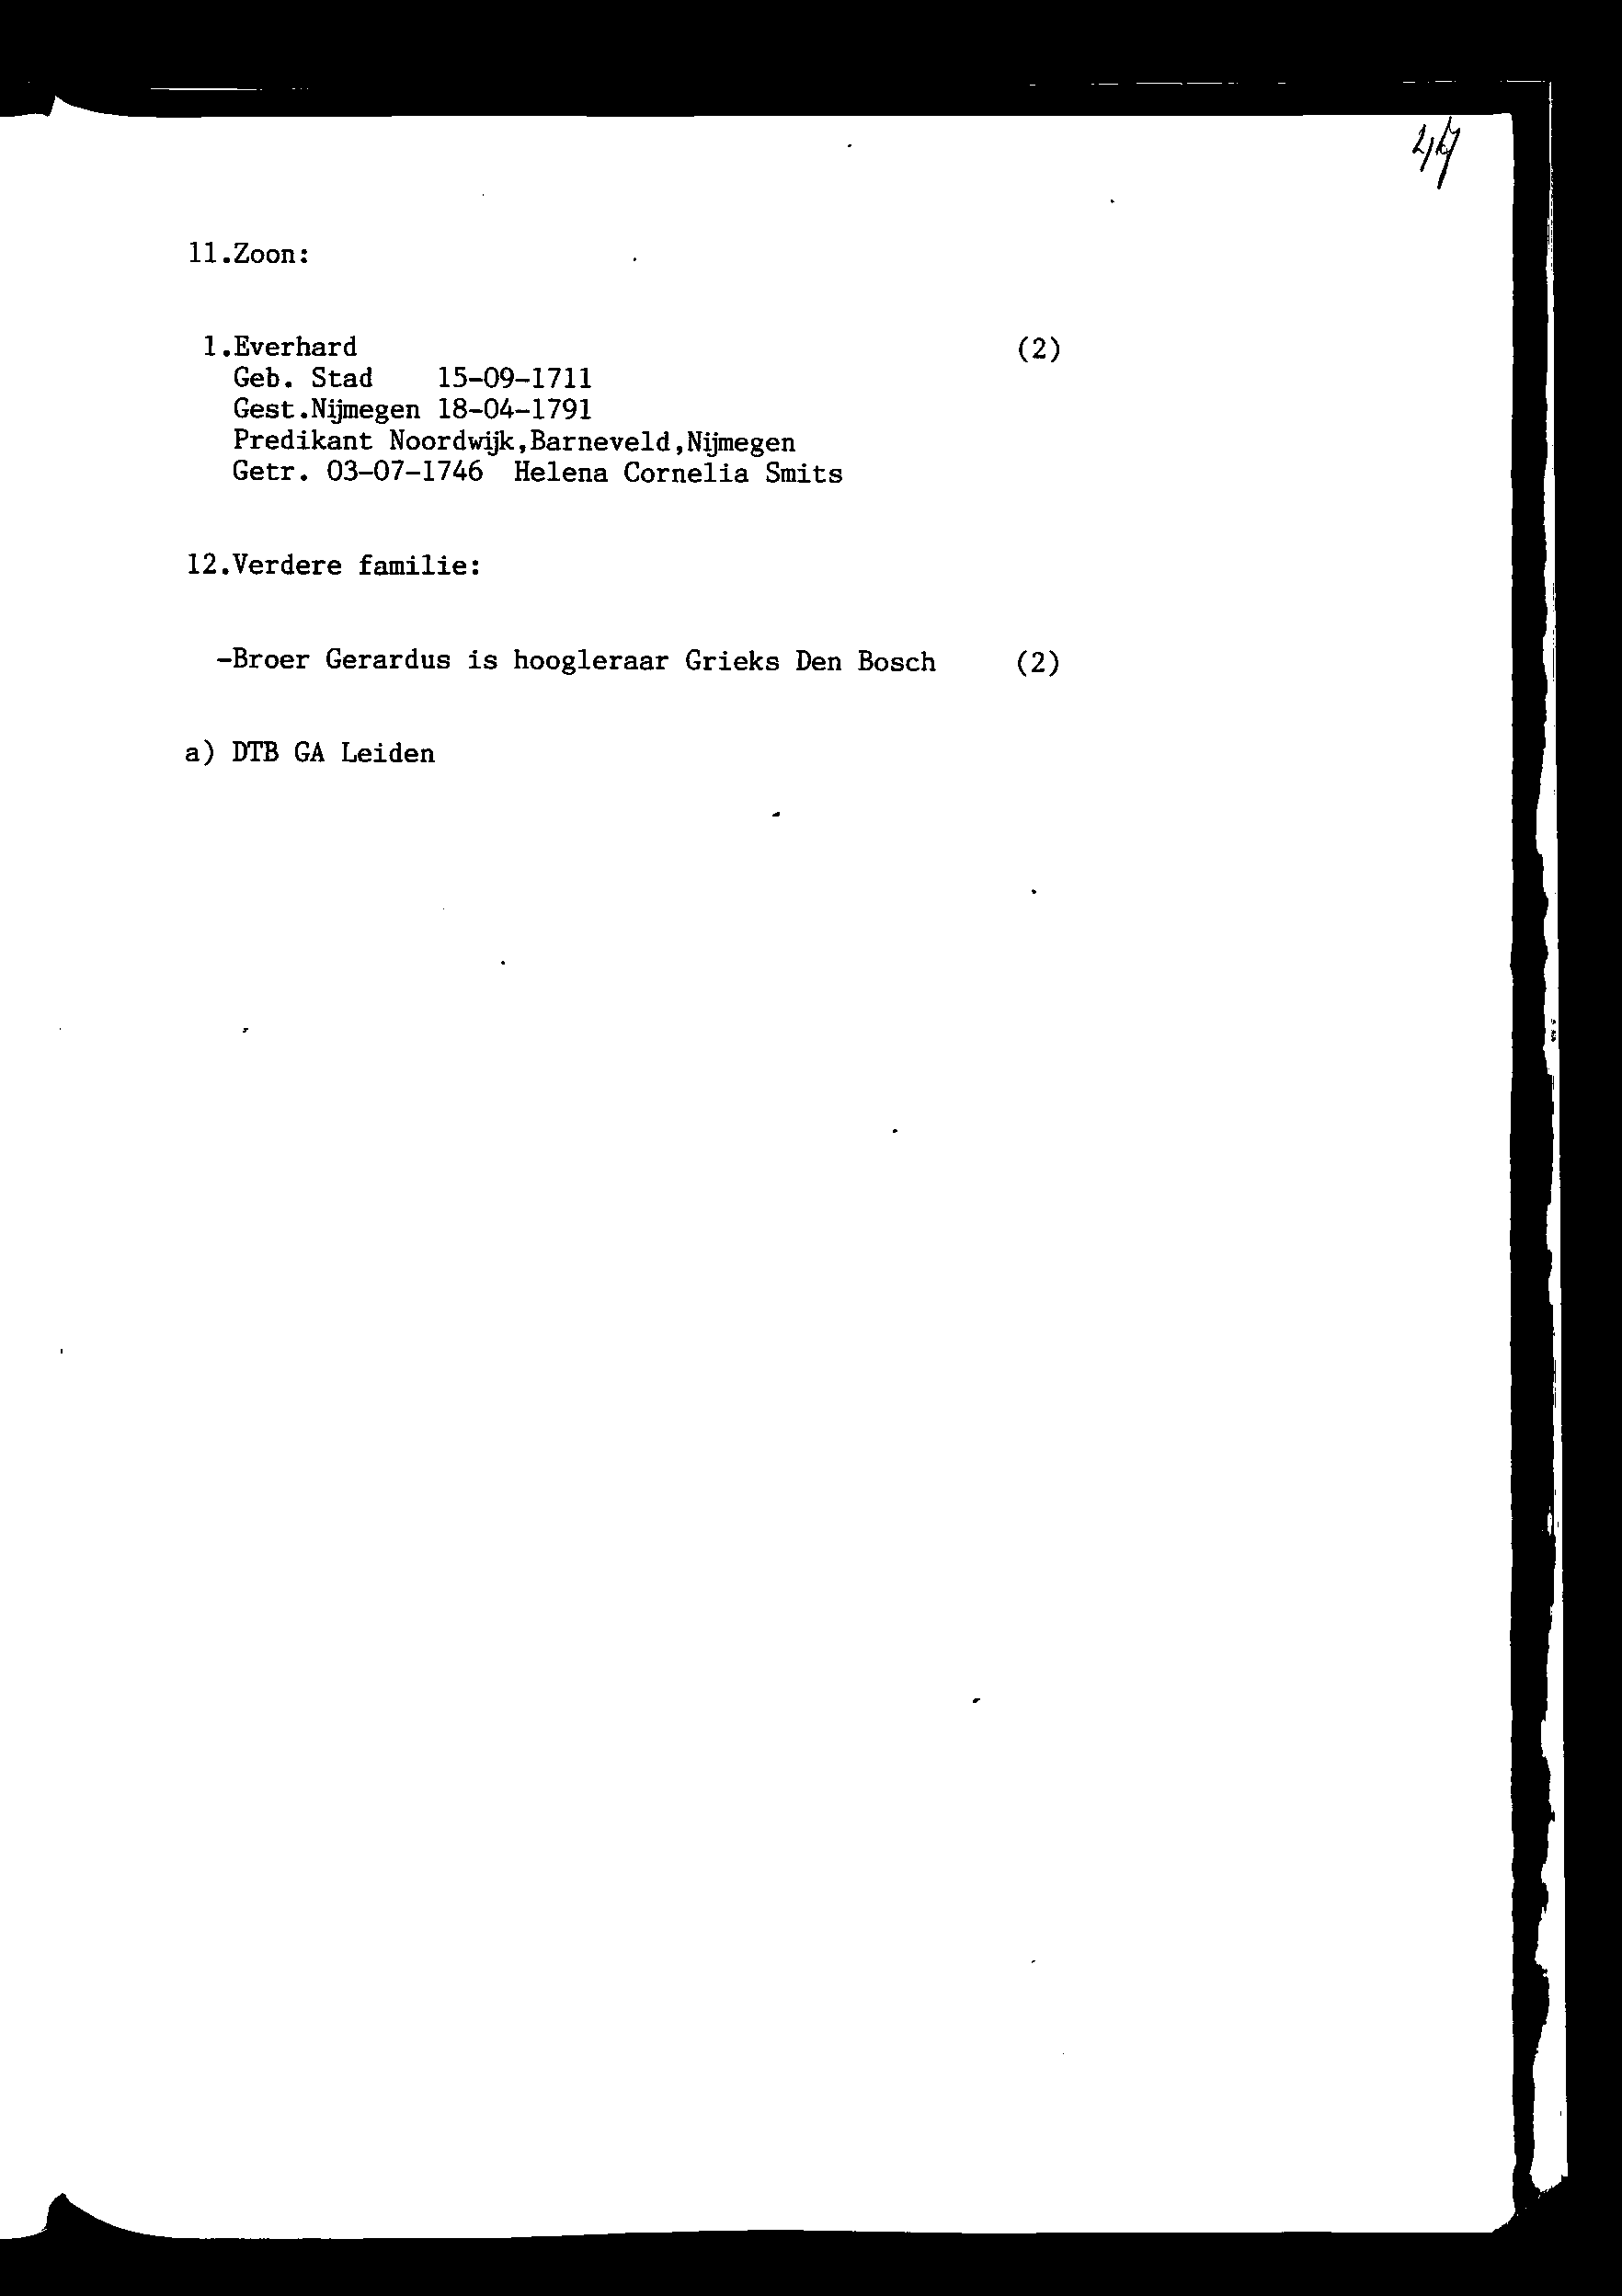 47
11.Zoon:
1.Everhard (2)
Geb. Stad 15-09-1711
Gest.Nijmegen 18-04-1791
Predikant Noordwijk,Barneveld,Nijmegen
Getr. 03-07-1746 Helena Cornelia Smits
12.Verdere familie:
-Broer Gerardus is hoogleraar Grieks Den Bosch (2)
a) DTB GA Leiden